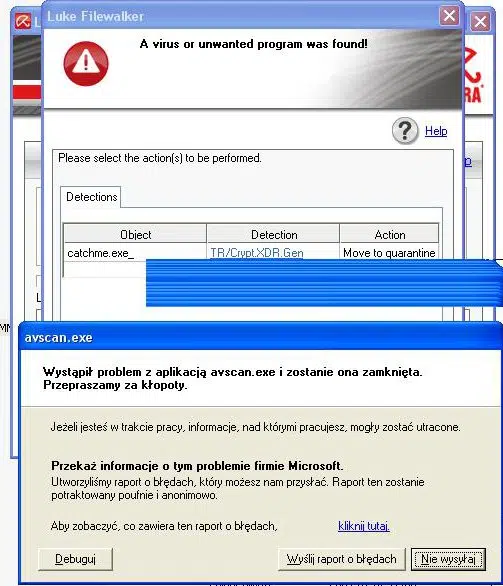 Luke Filewalker
A virus or unwanted program was found!
Help
Please select the action(s) to be performed.
Detections
Object Detection Action
catchme.exe_ TR/Crypt.XDR.Gen Move to quarantine
avscan.exe
Wystąpił problem z aplikacją avscan.exe i zostanie ona zamknięta.
Przepraszamy za kłopoty.
Jeżeli jesteś w trakcie pracy, informacje, nad którymi pracujesz, mogły zostać utracone.
Przekaż informacje o tym problemie firmie Microsoft.
Utworzyliśmy raport o błędach, który możesz nam przysłać. Raport ten zostanie
potraktowany poufnie i anonimowo.
Aby zobaczyć, co zawiera ten raport o błędach, kliknij tutaj.
Debuguj Wyślij raport o błędach Nie wysyłaj